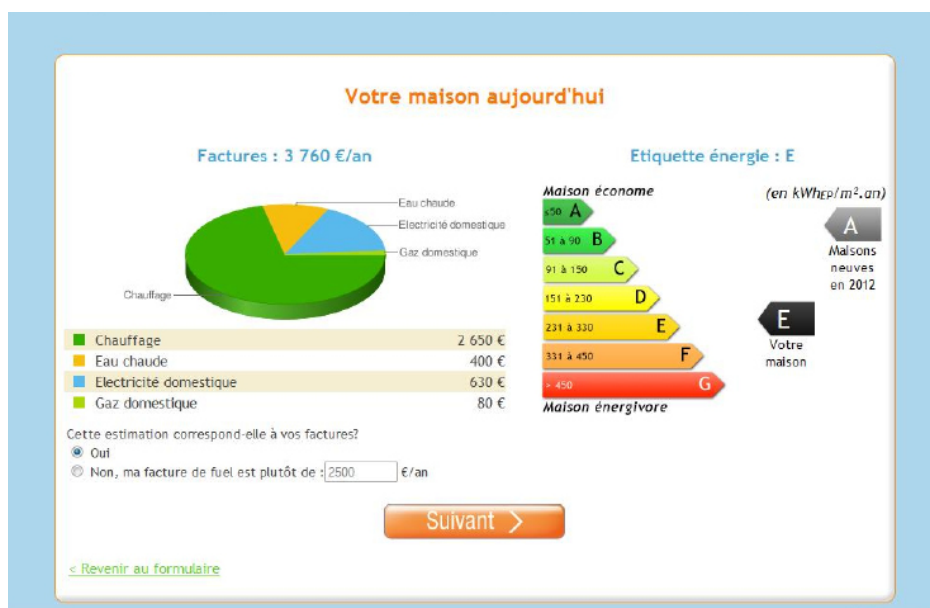 Votre maison aujourd'hui
Factures : 3 760 €/an
Eau chaude
Electricité domestique
Gaz domestique
Chauffage
Chauffage 2 650 €
Eau chaude 400 €
Electricité domestique 630 €
Gaz domestique 80 €
Cette estimation correspond-elle à vos factures?
Oui
Non, ma facture de fuel est plutôt de : 2500 €/an
Etiquette énergie : E
Maison économe
(en kWhEP/m².an)
≤50 A
51 à 90 B
91 à 150 C
151 à 230 D
231 à 330 E
331 à 450 F
> 450 G
Maison énergivore
A
Maisons
neuves
en 2012
E
Votre
maison
Suivant >
< Revenir au formulaire